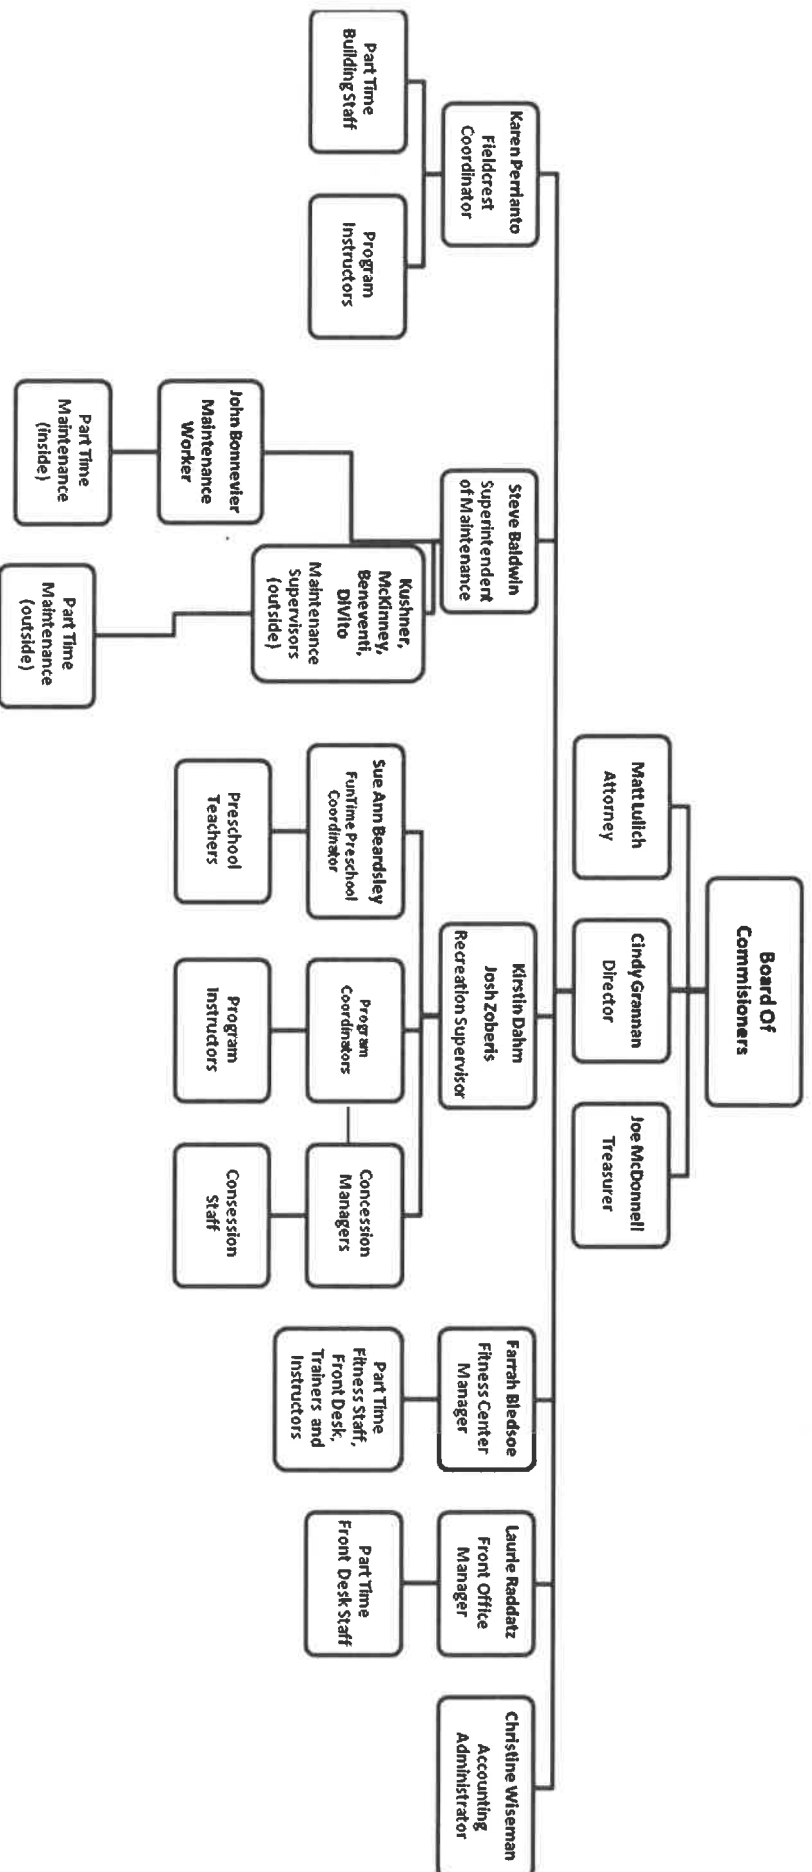 Board Of
Commisioners
Matt Lulich
Attorney
Cindy Grannan
Director
Joe McDonnell
Treasurer
Karen Perrianto
Fieldcrest
Coordinator
Steve Baldwin
Superintendent
of Maintenance
Kirstin Dahm
Josh Zoberis
Recreation Supervisor
Farrah Bledsoe
Fitness Center
Manager
Laurie Raddatz
Front Office
Manager
Christine Wiseman
Accounting
Administrator
Part Time
Building Staff
Program
Instructors
Kushner,
McKinney,
Beneventi,
DiVito
Maintenance
Supervisors
(outside)
Sue Ann Beardsley
FunTime Preschool
Coordinator
Program
Coordinators
Concession
Managers
Part Time
Fitness Staff,
Front Desk,
Trainers and
Instructors
Part Time
Front Desk Staff
John Bonnevier
Maintenance
Worker
Preschool
Teachers
Program
Instructors
Consession
Staff
Part Time
Maintenance
(inside)
Part Time
Maintenance
(outside)